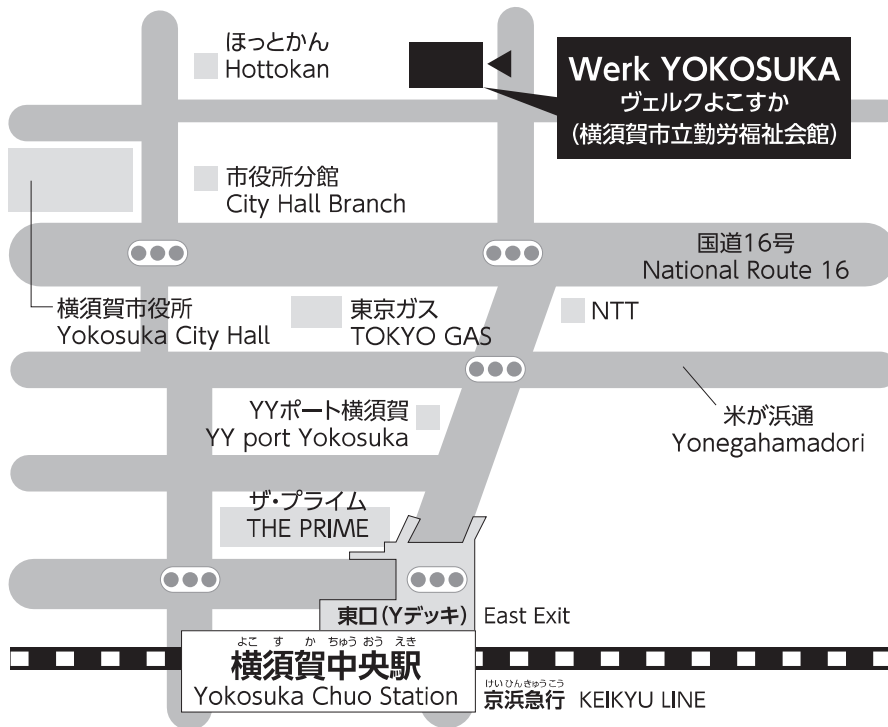 ほっとかん
Hottokan
Werk YOKOSUKA
ヴェルクよこすか
(横須賀市立勤労福祉会館)
市役所分館
City Hall Branch
国道16号
National Route 16
横須賀市役所
Yokosuka City Hall
東京ガス
TOKYO GAS
NTT
YYポート横須賀
YY port Yokosuka
米が浜通
Yonegahamadori
ザ・プライム
THE PRIME
東口(Yデッキ) East Exit
よこ す か ちゅう おう えき
横須賀中央駅
Yokosuka Chuo Station
けいひんきゅうこう
京浜急行 KEIKYU LINE